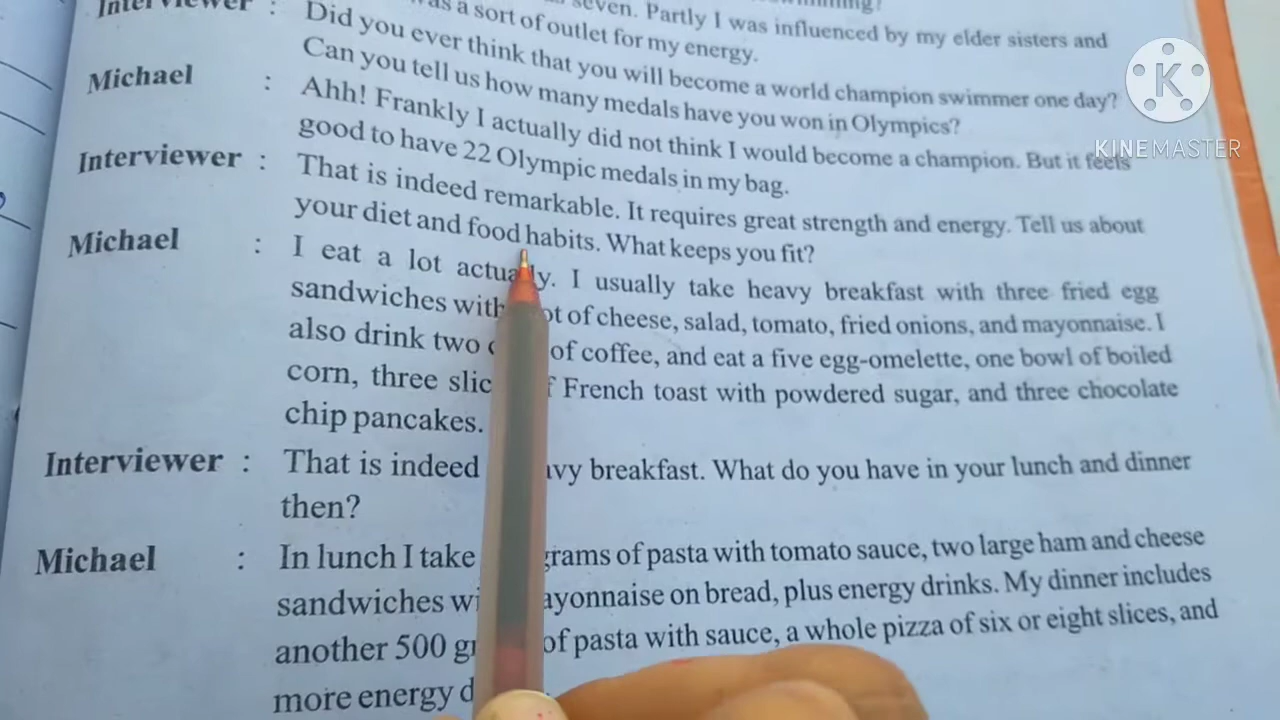 Interviewer :
seven. Partly I was influenced by my elder sisters and
was a sort of outlet for my energy.
Did you ever think that you will become a world champion swimmer one day?
Can you tell us how many medals have you won in Olympics?
Michael : Ahh! Frankly I actually did not think I would become a champion. But it feels
good to have 22 Olympic medals in my bag.
Interviewer : That is indeed remarkable. It requires great strength and energy. Tell us about
your diet and food habits. What keeps you fit?
Michael : I eat a lot actually. I usually take heavy breakfast with three fried egg
sandwiches with of cheese, salad, tomato, fried onions, and mayonnaise. I
also drink two of coffee, and eat a five egg-omelette, one bowl of boiled
corn, three French toast with powdered sugar, and three chocolate
chip pancakes.
Interviewer : That is indeed breakfast. What do you have in your lunch and dinner
then?
Michael : In lunch I take grams of pasta with tomato sauce, two large ham and cheese
sandwiches mayonnaise on bread, plus energy drinks. My dinner includes
another 500 of pasta with sauce, a whole pizza of six or eight slices, and
more energy
K
KINEMASTER